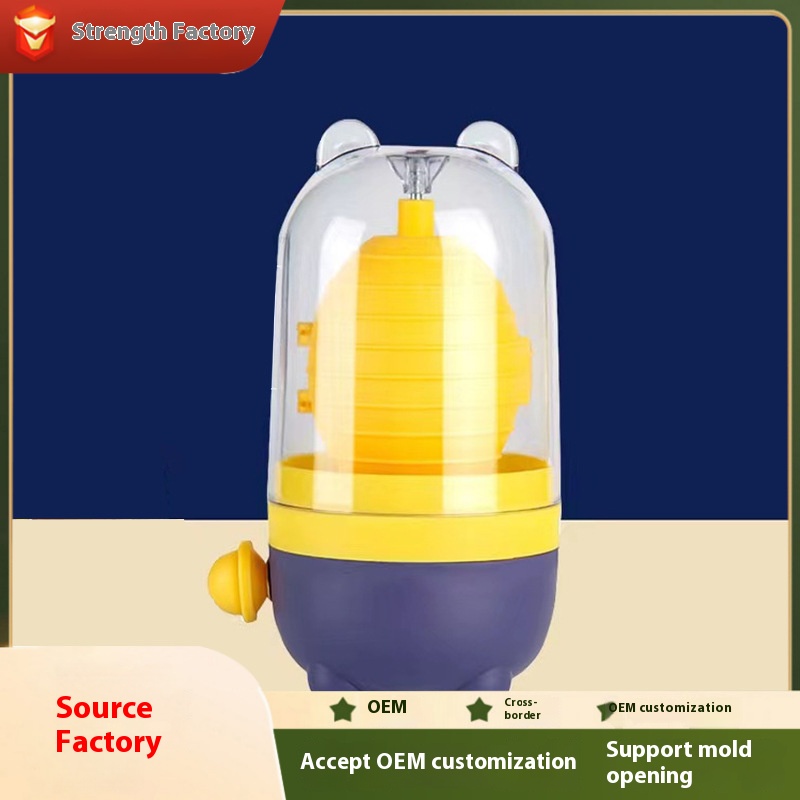 Strength Factory
Source
Factory
OEM
Cross-
border
OEM customization
Accept OEM customization
Support mold
opening